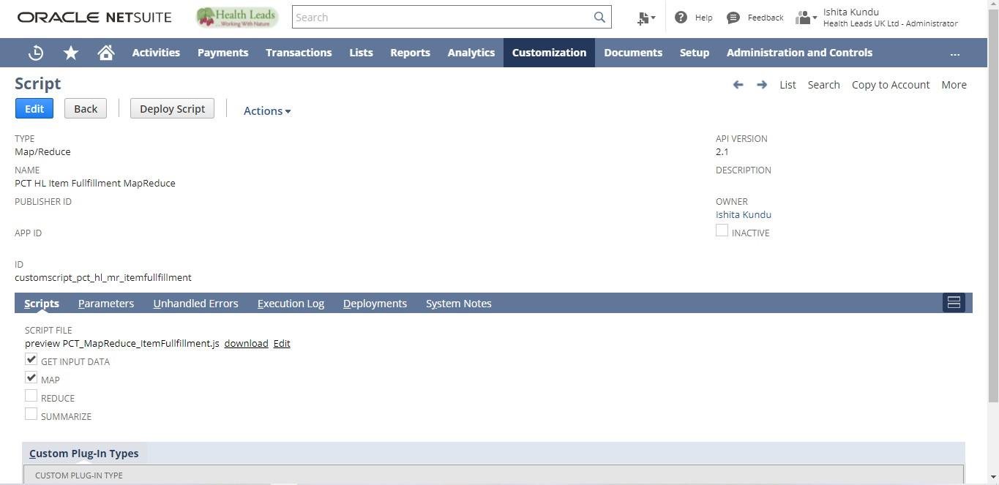 ORACLE NETSUITE
Health Leads
...Working With Nature
Search
Help
Feedback
Ishita Kundu
Health Leads UK Ltd - Administrator
Activities Payments Transactions Lists Reports Analytics Customization Documents Setup Administration and Controls ...
Script
List Search Copy to Account More
Edit Back Deploy Script Actions
TYPE
Map/Reduce
NAME
PCT HL Item Fullfillment MapReduce
PUBLISHER ID
APP ID
ID
customscript_pct_hl_mr_itemfullfillment
API VERSION
2.1
DESCRIPTION
OWNER
Ishita Kundu
INACTIVE
Scripts Parameters Unhandled Errors Execution Log Deployments System Notes
SCRIPT FILE
preview PCT_MapReduce_ItemFullfillment.js download Edit
GET INPUT DATA
MAP
REDUCE
SUMMARIZE
Custom Plug-In Types
CUSTOM PLUG-IN TYPE